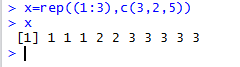 > x=rep((1:3),c(3,2,5))
> x
[1] 1 1 1 2 2 3 3 3 3 3
>